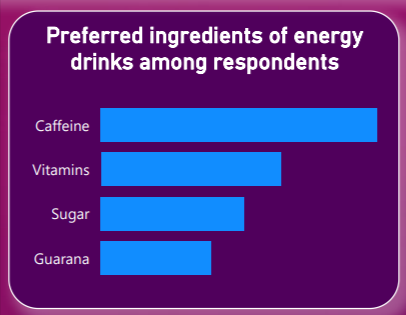 Preferred ingredients of energy
drinks among respondents
Caffeine
Vitamins
Sugar
Guarana